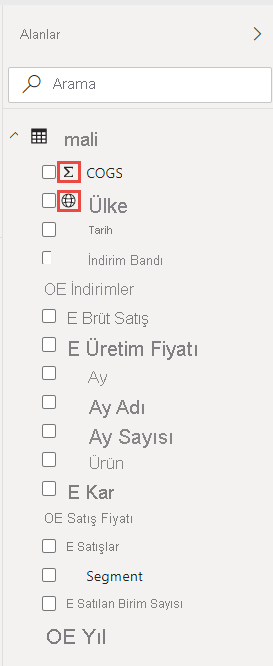 Alanlar
Arama
mali
Σ COGS
Ülke
Tarih
İndirim Bandı
OE İndirimler
E Brüt Satış
E Üretim Fiyatı
Ay
Ay Adı
Ay Sayısı
Ürün
E Kar
OE Satış Fiyatı
E Satışlar
Segment
E Satılan Birim Sayısı
OE Yıl